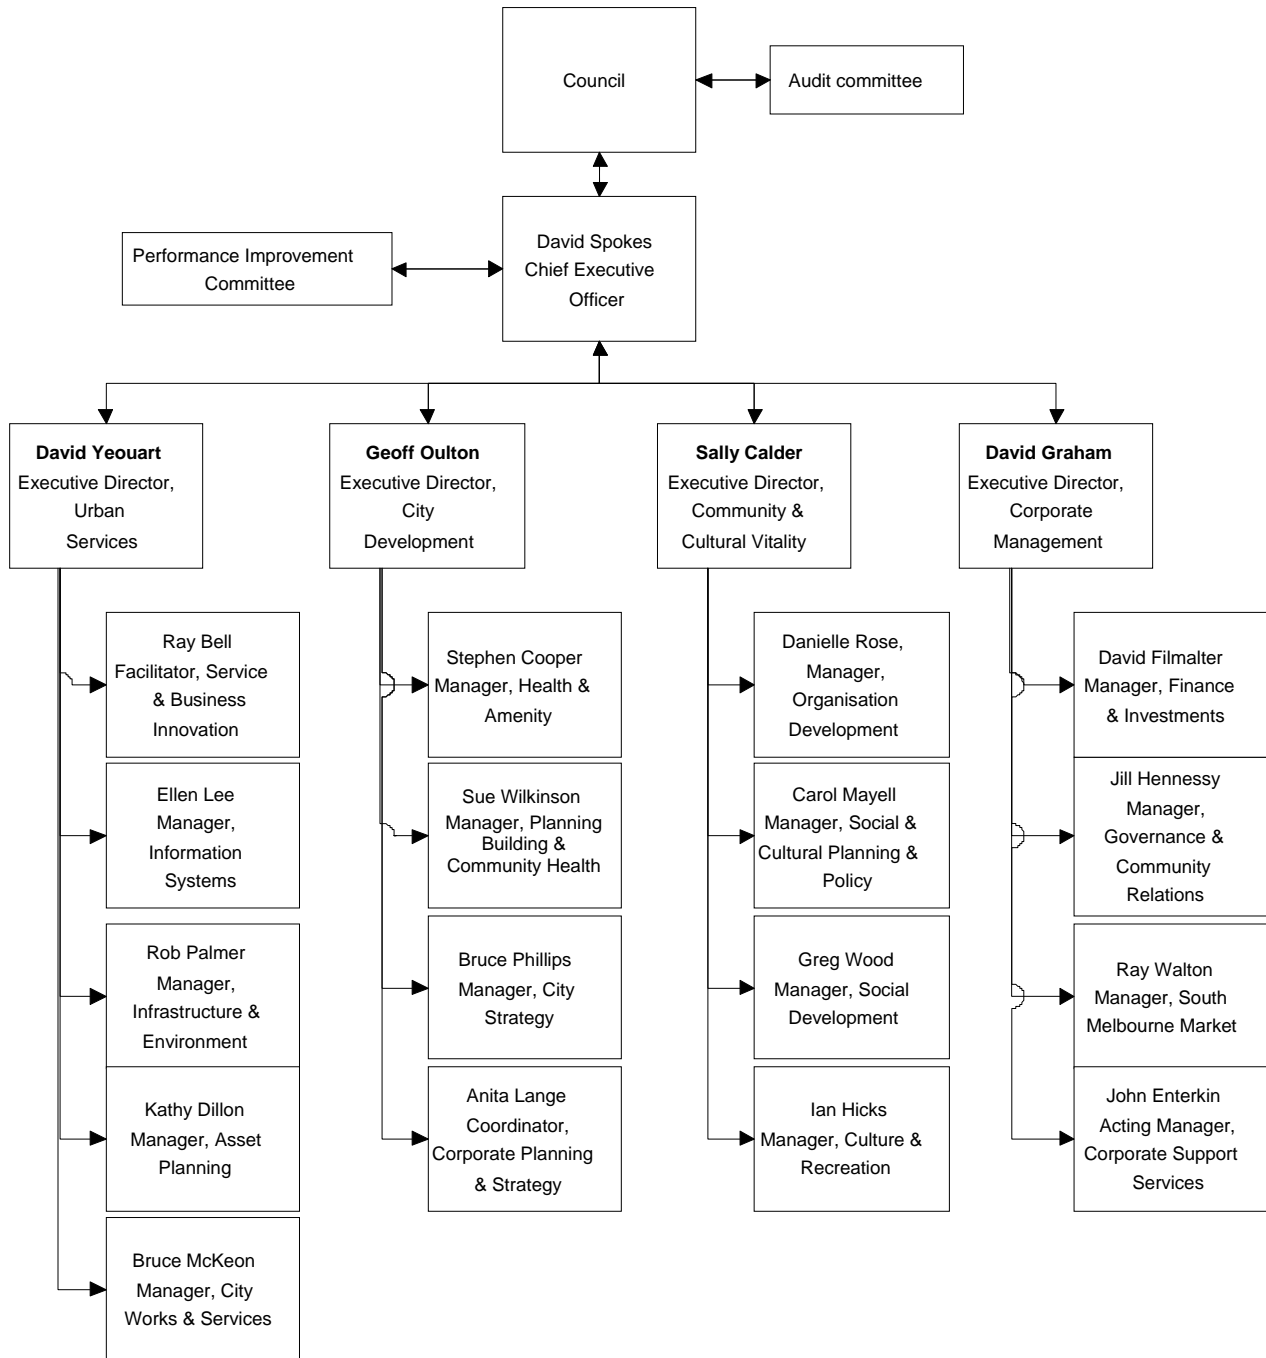 Council
Audit committee
David Spokes
Chief Executive
Officer
Performance Improvement
Committee
David Yeouart
Executive Director,
Urban
Services
Geoff Oulton
Executive Director,
City
Development
Sally Calder
Executive Director,
Community &
Cultural Vitality
David Graham
Executive Director,
Corporate
Management
Ray Bell
Facilitator, Service
& Business
Innovation
Ellen Lee
Manager,
Information
Systems
Rob Palmer
Manager,
Infrastructure &
Environment
Kathy Dillon
Manager, Asset
Planning
Bruce McKeon
Manager, City
Works & Services
Stephen Cooper
Manager, Health &
Amenity
Sue Wilkinson
Manager, Planning
Building &
Community Health
Bruce Phillips
Manager, City
Strategy
Anita Lange
Coordinator,
Corporate Planning
& Strategy
Danielle Rose,
Manager,
Organisation
Development
Carol Mayell
Manager, Social &
Cultural Planning &
Policy
Greg Wood
Manager, Social
Development
Ian Hicks
Manager, Culture &
Recreation
David Filmalter
Manager, Finance
& Investments
Jill Hennessy
Manager,
Governance &
Community
Relations
Ray Walton
Manager, South
Melbourne Market
John Enterkin
Acting Manager,
Corporate Support
Services